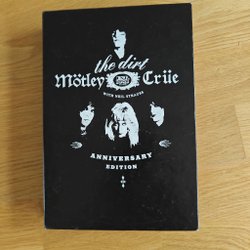 the dirt
Mötley Crüe
WITH NEIL STRAUSS
ANNIVERSARY
EDITION